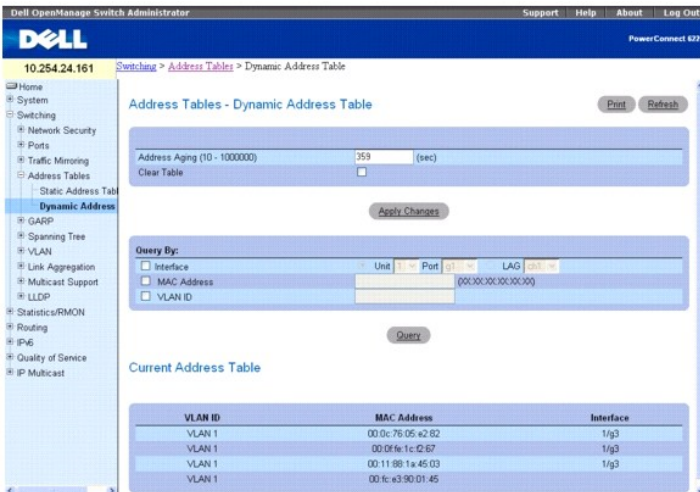 Dell OpenManage Switch Administrator
Support Help About Log Out
DELL
PowerConnect 622
10.254.24.161
Switching > Address Tables > Dynamic Address Table
Home
System
Switching
Network Security
Ports
Traffic Mirroring
Address Tables
Static Address Tabl
Dynamic Address
GARP
Spanning Tree
VLAN
Link Aggregation
Multicast Support
LLDP
Statistics/RMON
Routing
IPv6
Quality of Service
IP Multicast
Address Tables - Dynamic Address Table
Print Refresh
Address Aging (10 - 1000000) 359 (sec)
Clear Table
Apply Changes
Query By:
Interface Unit 1 Port g1 LAG ch1
MAC Address (XX:XX:XX:XX:XX:XX)
VLAN ID
Query
Current Address Table
VLAN ID MAC Address Interface
VLAN 1 00:0c:76:05:e2:82 1/g3
VLAN 1 00:0f:fe:1c:f2:67 1/g3
VLAN 1 00:11:88:1a:45:03 1/g3
VLAN 1 00:fc:e3:90:01:45